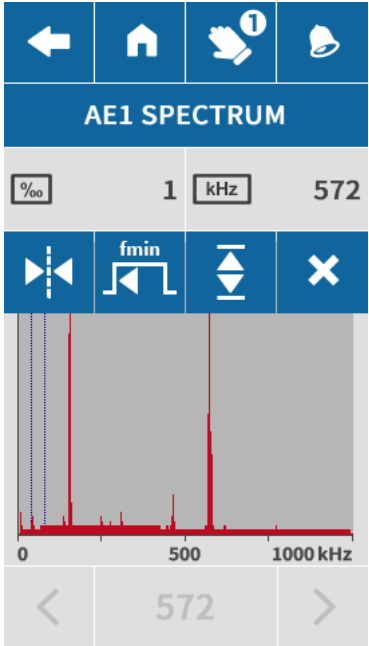 1
AE1 SPECTRUM
‰ 1 kHz 572
fmin
0 500 1000 kHz
572